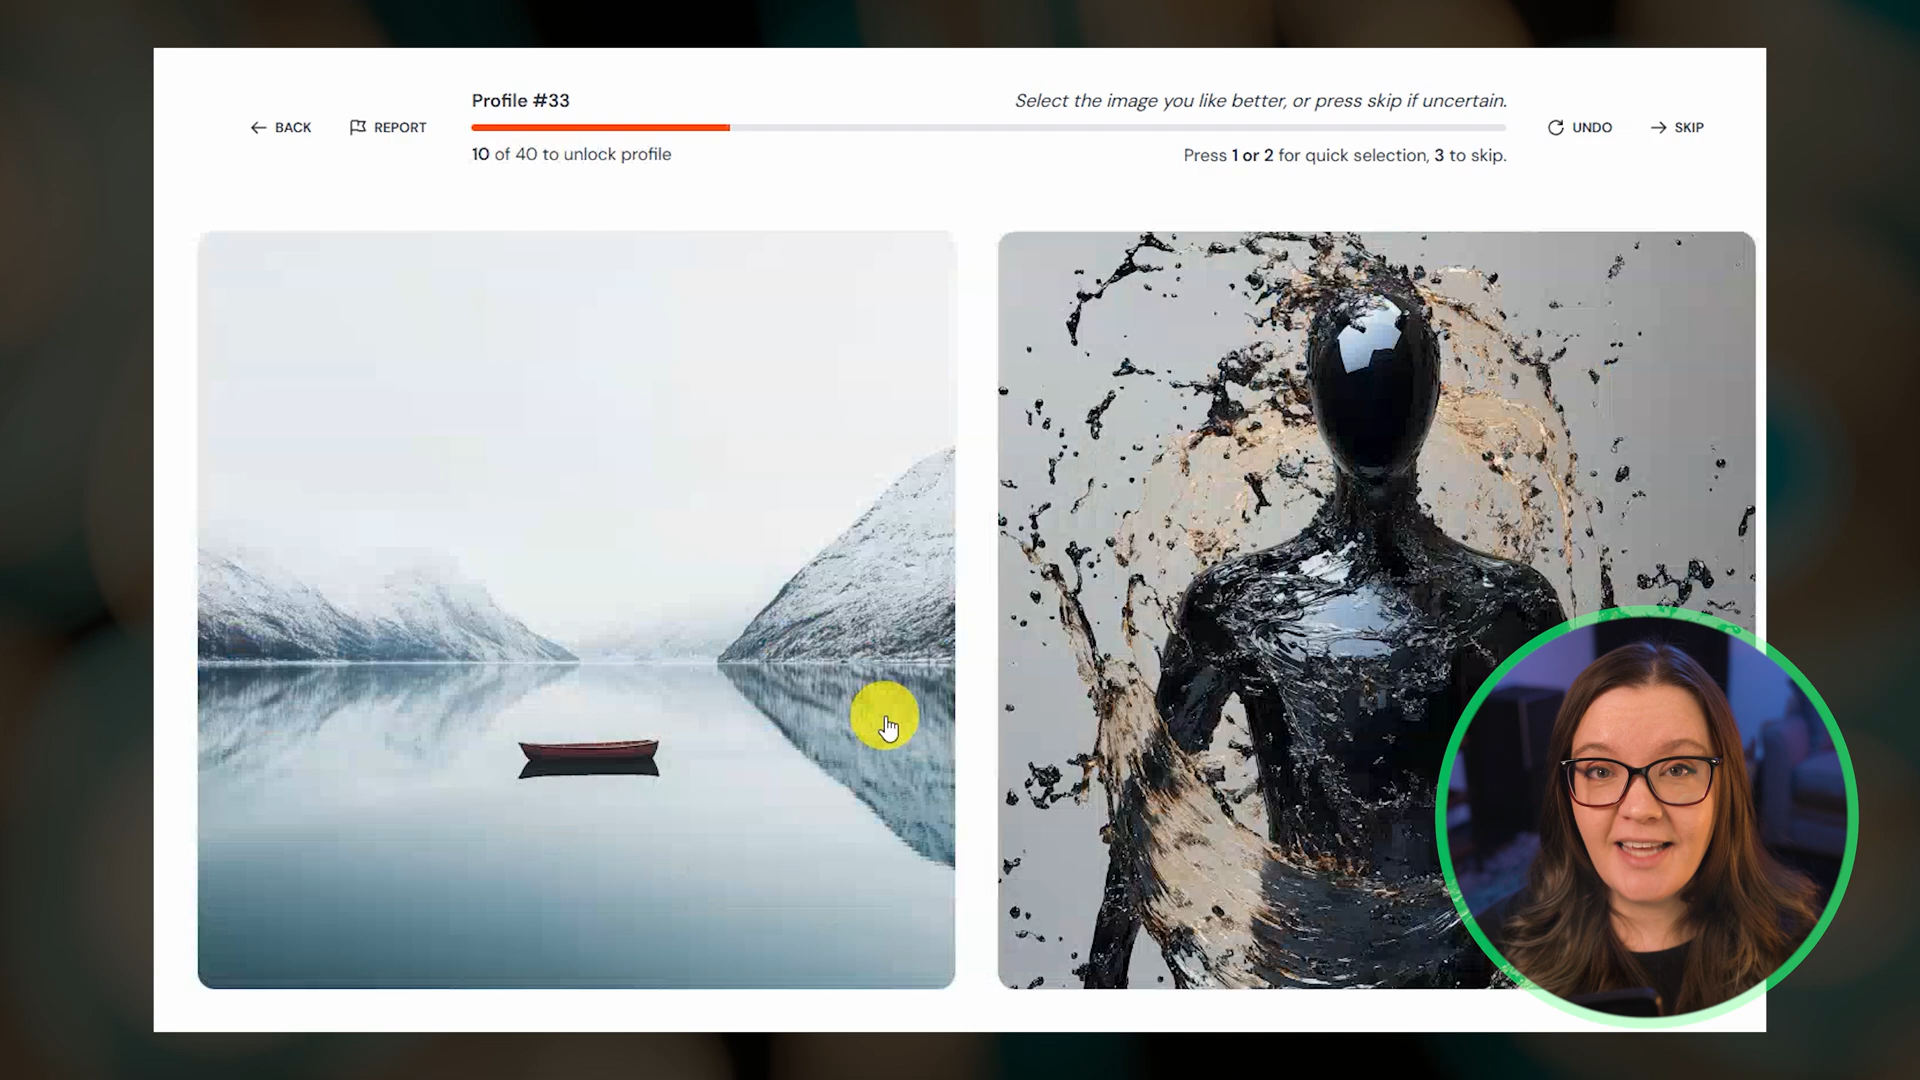 BACK
REPORT
Profile #33
10 of 40 to unlock profile
Select the image you like better, or press skip if uncertain.
Press 1 or 2 for quick selection, 3 to skip.
UNDO
SKIP